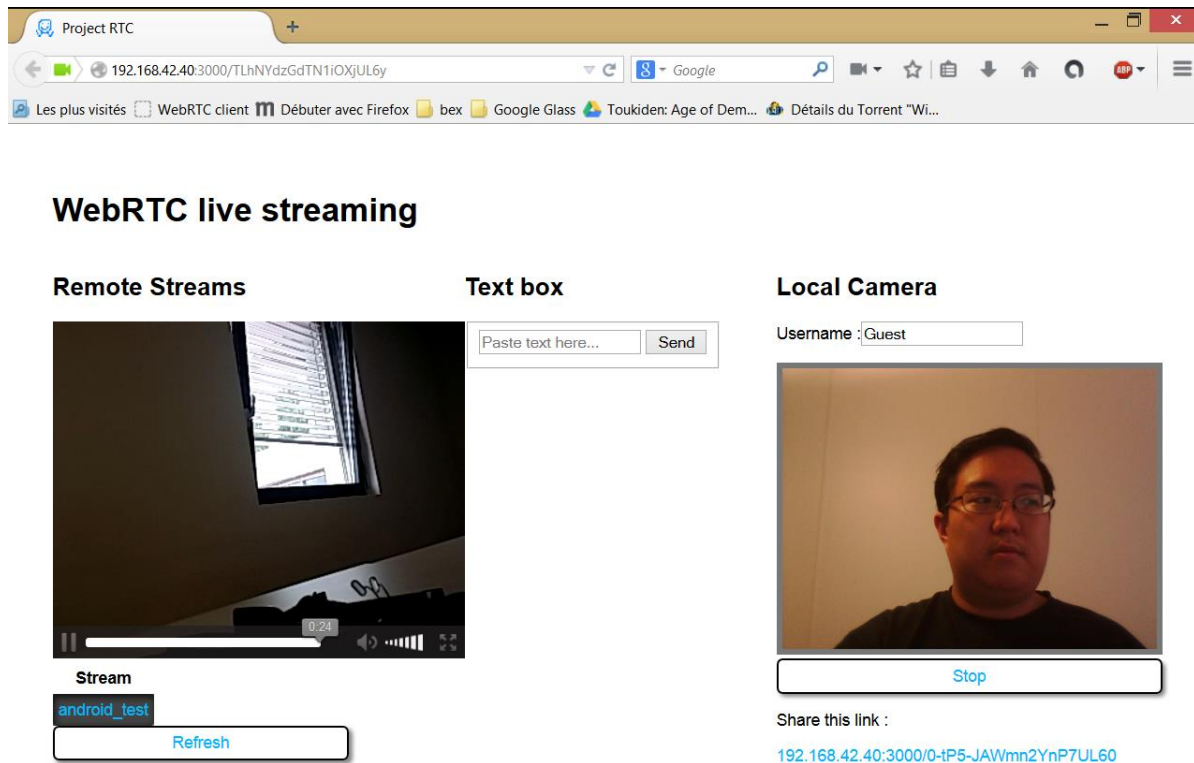 Project RTC
192.168.42.40:3000/TLhNYdzGdTN1iOXjUL6y
8 Google
ABP
Les plus visités WebRTC client m Débuter avec Firefox bex Google Glass Toukiden: Age of Dem... Détails du Torrent "Wi...
WebRTC live streaming
Remote Streams
Text box
Local Camera
Paste text here... Send
Username : Guest
0:24
Stream
android_test
Refresh
Stop
Share this link :
192.168.42.40:3000/0-tP5-JAWmn2YnP7UL60